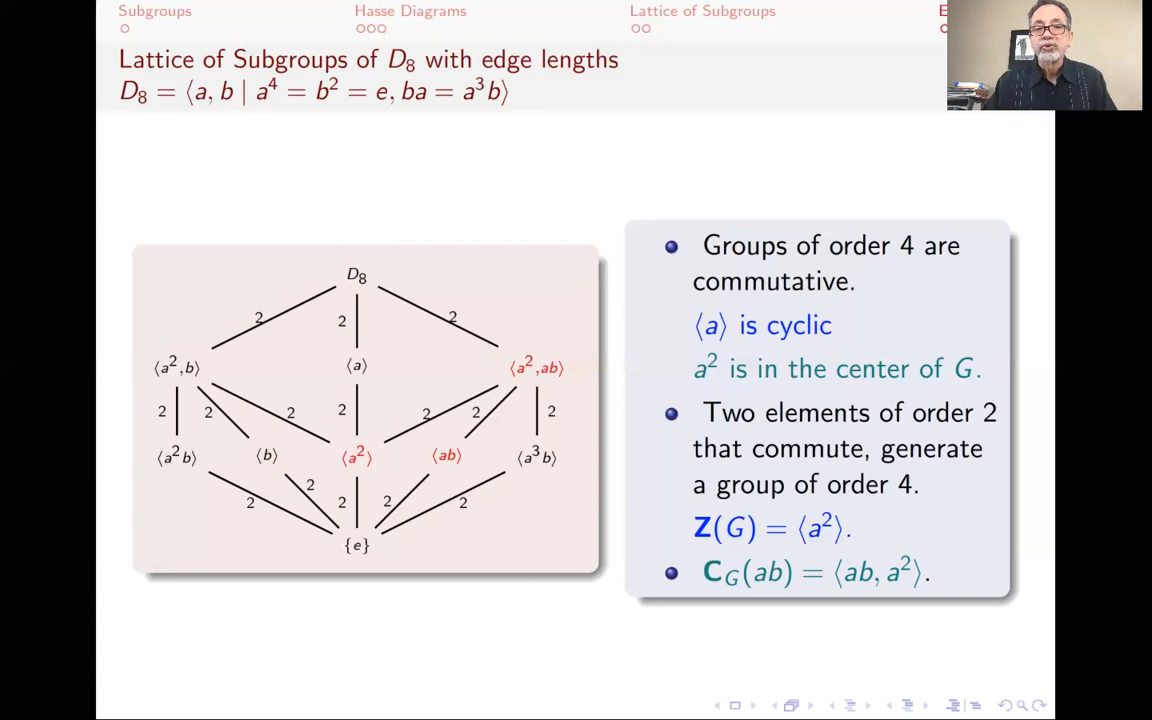 Subgroups Hasse Diagrams Lattice of Subgroups E
Lattice of Subgroups of D₈ with edge lengths
D₈ = ⟨a, b | a⁴ = b² = e, ba = a³b⟩
D₈
2 2 2
⟨a²,b⟩ ⟨a⟩ ⟨a²,ab⟩
2 2 2 2 2 2 2
⟨a²b⟩ ⟨b⟩ ⟨a²⟩ ⟨ab⟩ ⟨a³b⟩
2 2 2 2 2
{e}
Groups of order 4 are
commutative.
⟨a⟩ is cyclic
a² is in the center of G.
Two elements of order 2
that commute, generate
a group of order 4.
Z(G) = ⟨a²⟩.
C_G(ab) = ⟨ab, a²⟩.